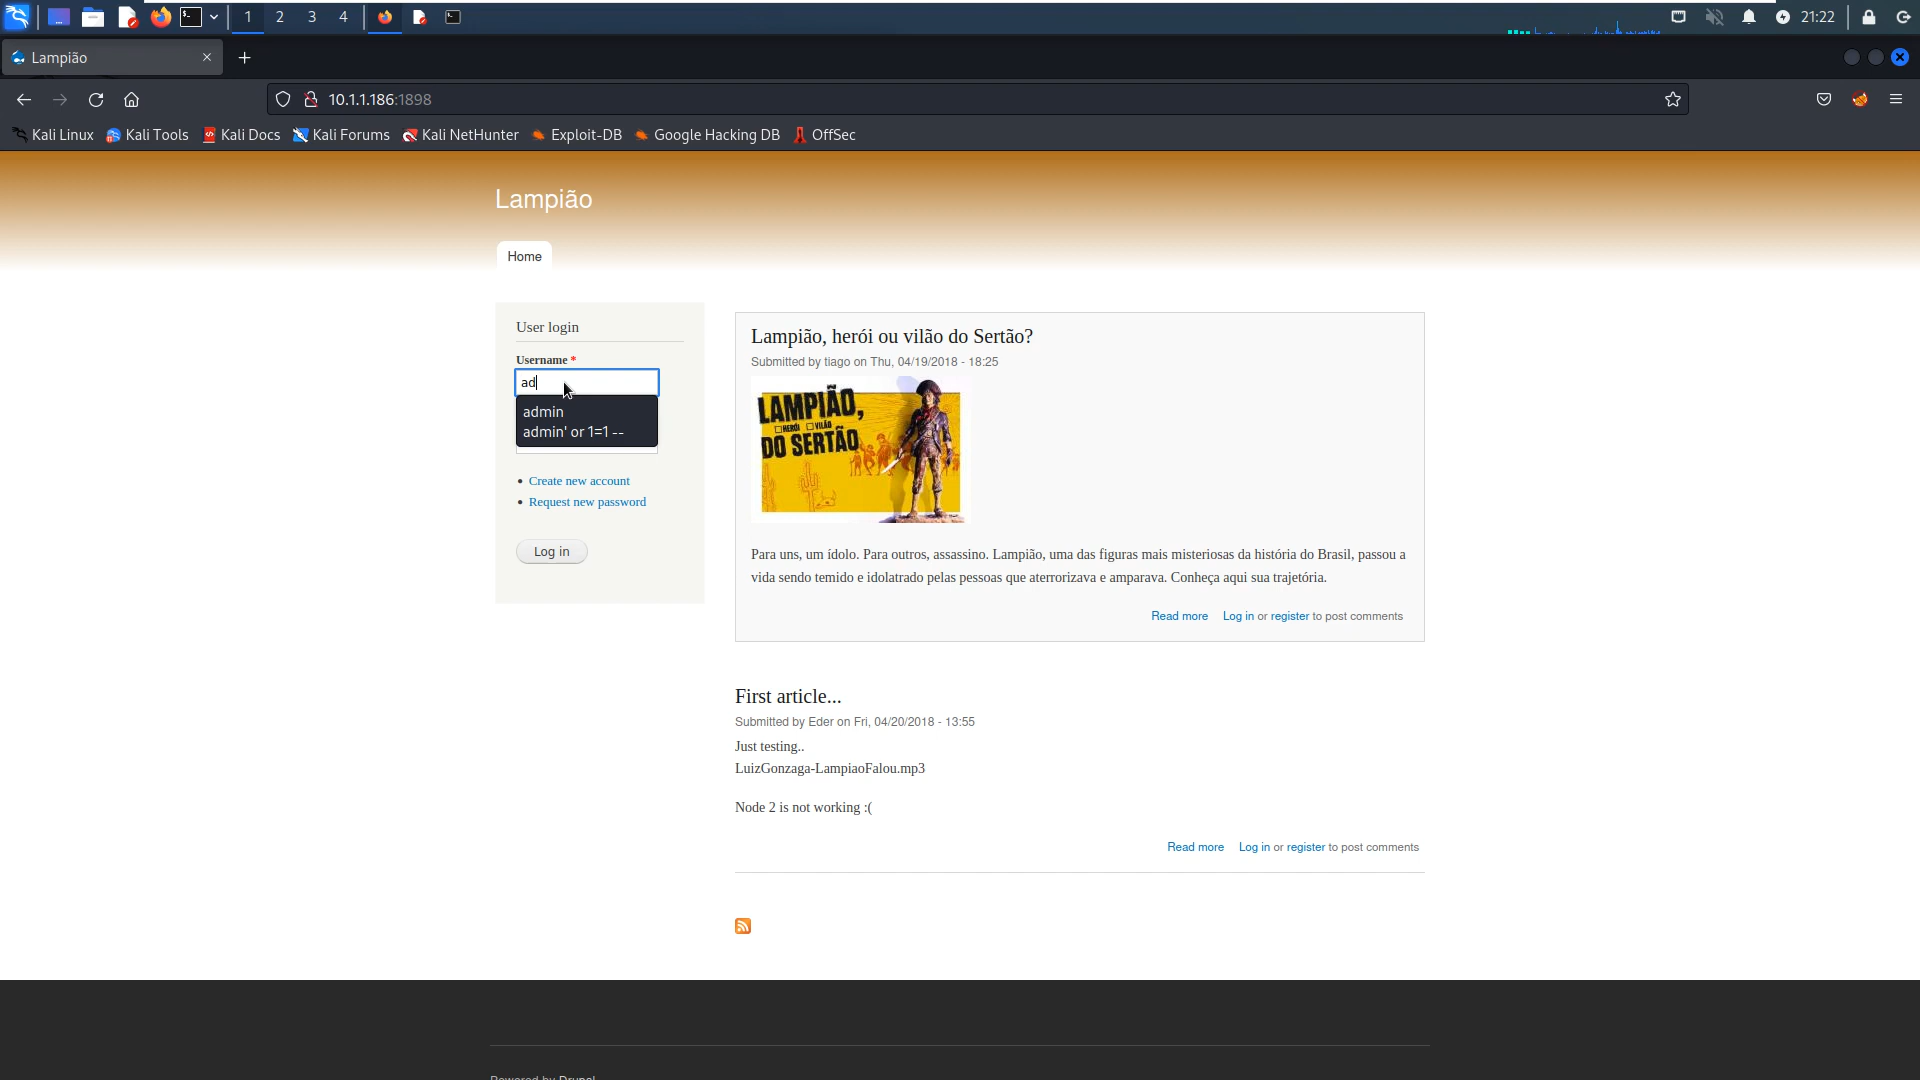 1 2 3 4 21:22
Lampião
10.1.1.186:1898
Kali Linux Kali Tools Kali Docs Kali Forums Kali NetHunter Exploit-DB Google Hacking DB OffSec
Lampião
Home
User login
Username *
ad
admin
admin' or 1=1 --
Create new account
Request new password
Log in
Lampião, herói ou vilão do Sertão?
Submitted by tiago on Thu, 04/19/2018 - 18:25
LAMPIÃO,
HERÓI VILÃO
DO SERTÃO
Para uns, um ídolo. Para outros, assassino. Lampião, uma das figuras mais misteriosas da história do Brasil, passou a
vida sendo temido e idolatrado pelas pessoas que aterrorizava e amparava. Conheça aqui sua trajetória.
Read more Log in or register to post comments
First article...
Submitted by Eder on Fri, 04/20/2018 - 13:55
Just testing..
LuizGonzaga-LampiaoFalou.mp3
Node 2 is not working :(
Read more Log in or register to post comments
Powered by Drupal